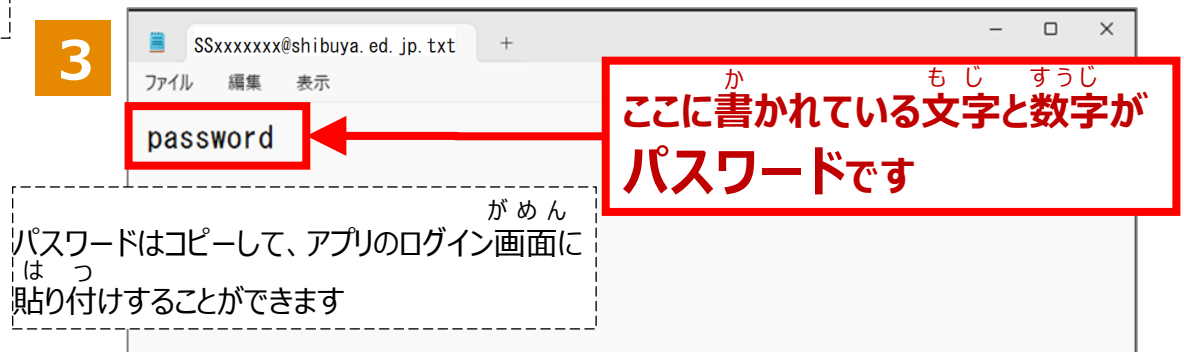 3
SSxxxxxxx@shibuya.ed.jp.txt +
ファイル 編集 表示
password
か もじ すうじ
ここに書かれている文字と数字が
パスワードです
がめん
パスワードはコピーして、アプリのログイン画面に
は つ
貼り付けすることができます